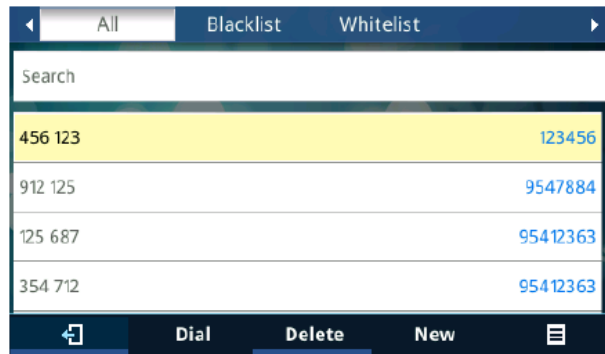 All Blacklist Whitelist
Search
456 123 123456
912 125 9547884
125 687 95412363
354 712 95412363
Dial Delete New